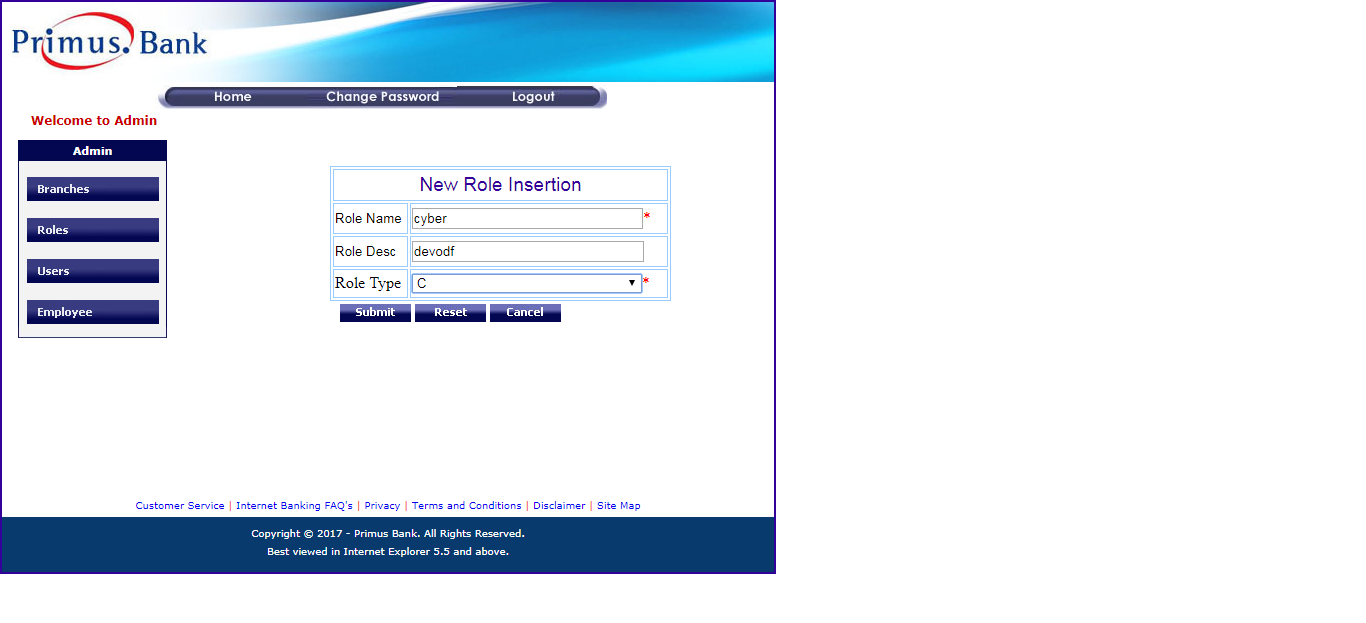 Primus. Bank
Home Change Password Logout
Welcome to Admin
Admin
Branches
Roles
Users
Employee
New Role Insertion
Role Name cyber *
Role Desc devodf
Role Type C *
Submit Reset Cancel
Customer Service | Internet Banking FAQ's | Privacy | Terms and Conditions | Disclaimer | Site Map
Copyright © 2017 - Primus Bank. All Rights Reserved.
Best viewed in Internet Explorer 5.5 and above.